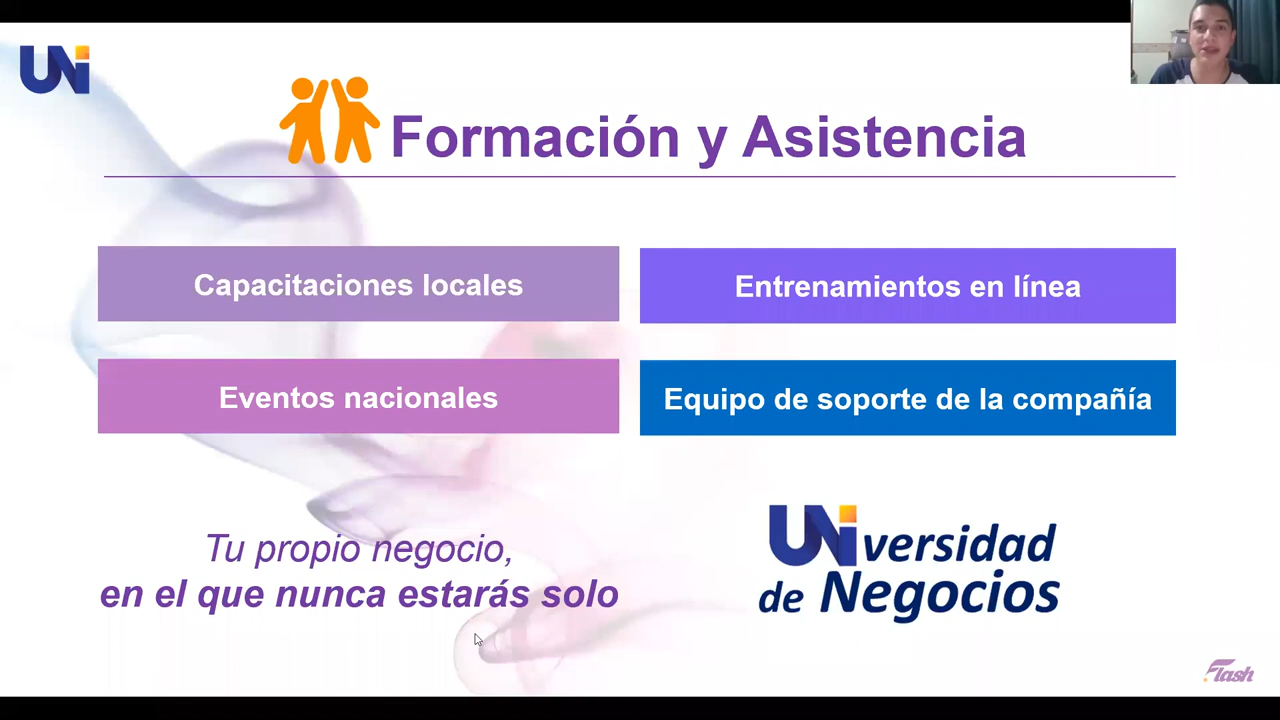 UNi
Formación y Asistencia
Capacitaciones locales
Entrenamientos en línea
Eventos nacionales
Equipo de soporte de la compañía
Tu propio negocio,
en el que nunca estarás solo
UNiversidad
de Negocios
Flash